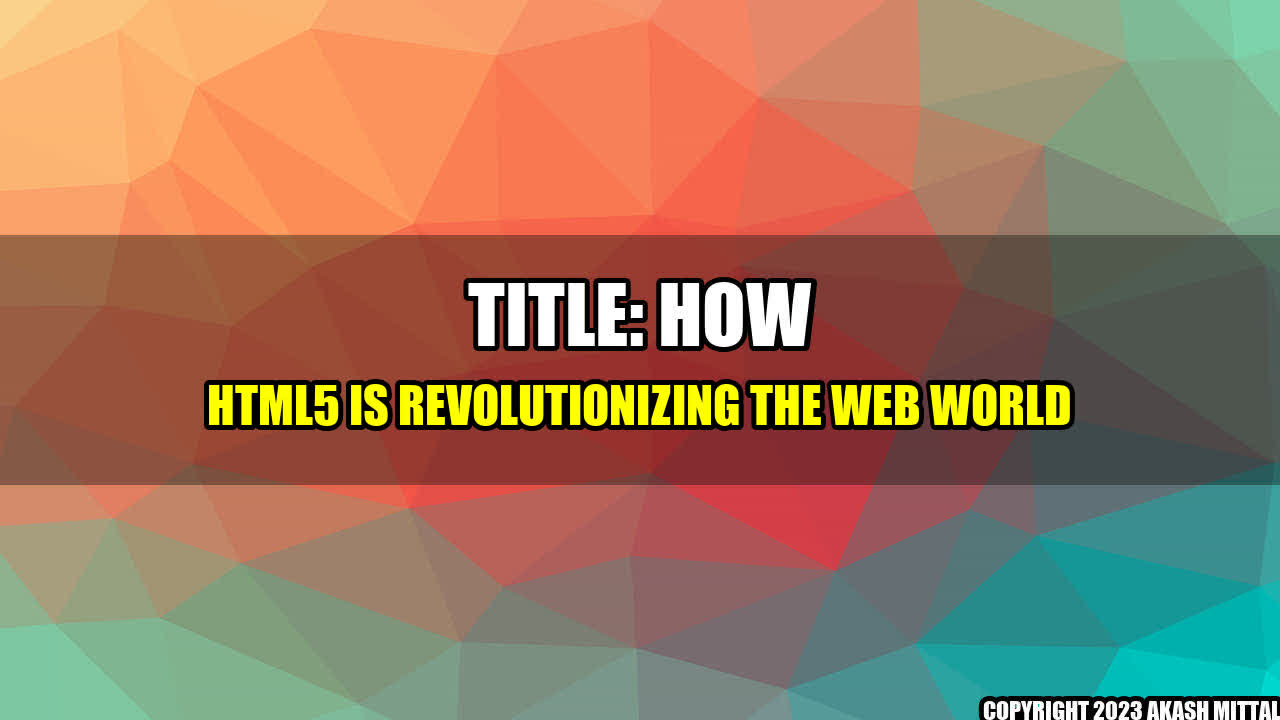 TITLE: HOW
HTML5 IS REVOLUTIONIZING THE WEB WORLD
COPYRIGHT 2023 AKASH MITTAL